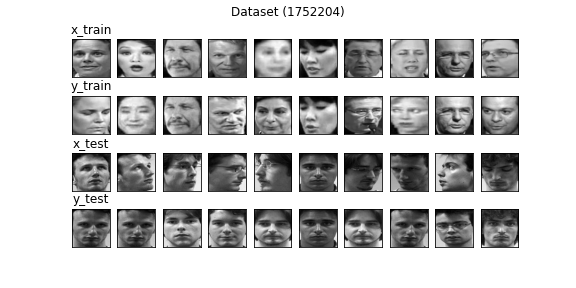 Dataset (1752204)
x_train
y_train
x_test
y_test